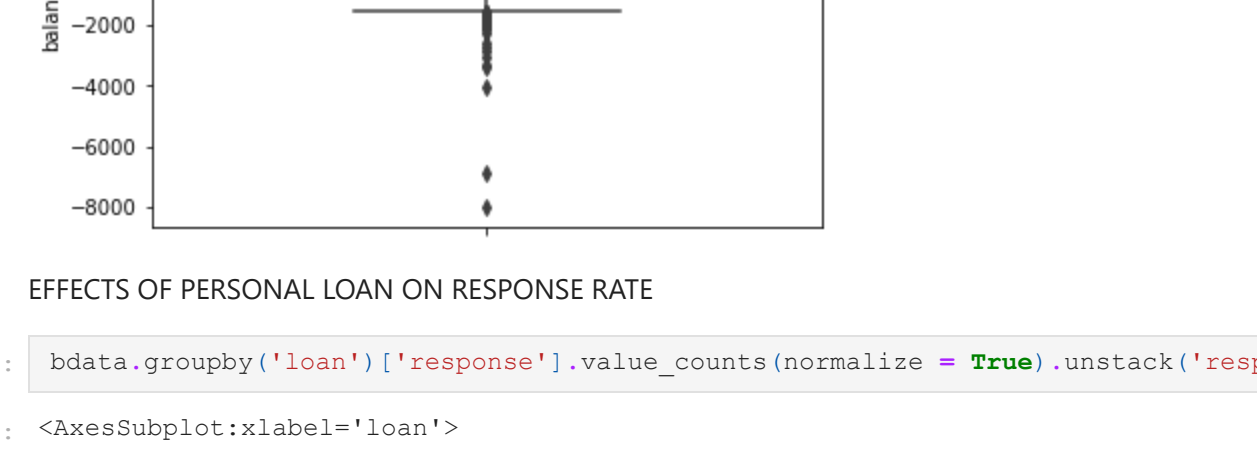 balan
−2000
−4000
−6000
−8000
EFFECTS OF PERSONAL LOAN ON RESPONSE RATE
: bdata.groupby('loan')['response'].value_counts(normalize = True).unstack('resp
: <AxesSubplot:xlabel='loan'>